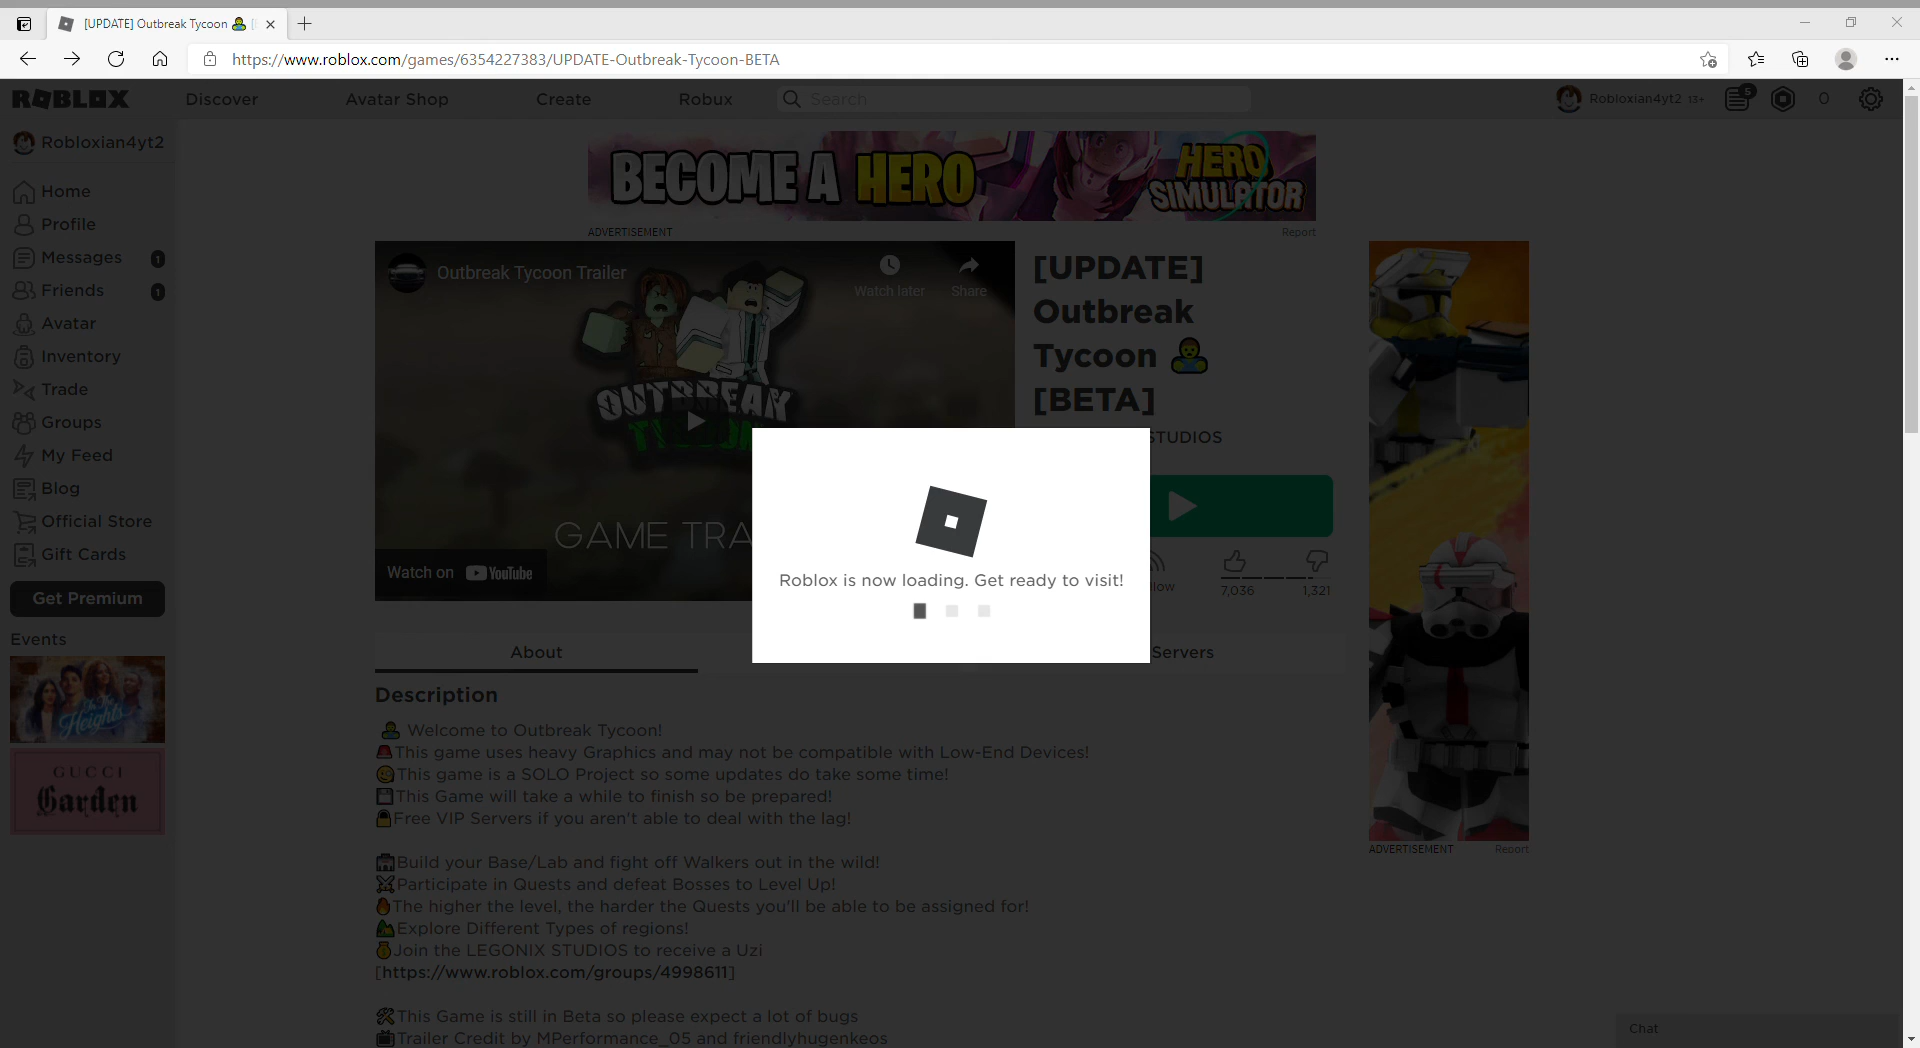 [UPDATE] Outbreak Tycoon
https://www.roblox.com/games/6354227383/UPDATE-Outbreak-Tycoon-BETA
ROBLOX
Discover
Avatar Shop
Create
Robux
Search
Robloxian4yt2 13+
5
0
Robloxian4yt2
Home
Profile
Messages 1
Friends 1
Avatar
Inventory
Trade
Groups
My Feed
Blog
Official Store
Gift Cards
Get Premium
Events
In The Heights
GUCCI
Garden
BECOME A HERO
HERO
SIMULATOR
ADVERTISEMENT
Report
Outbreak Tycoon Trailer
Watch later
Share
OUTBREAK
GAME TRA
Watch on YouTube
[UPDATE]
Outbreak
Tycoon
[BETA]
STUDIOS
llow
7,036
1,321
Roblox is now loading. Get ready to visit!
About
Servers
Description
Welcome to Outbreak Tycoon!
This game uses heavy Graphics and may not be compatible with Low-End Devices!
This game is a SOLO Project so some updates do take some time!
This Game will take a while to finish so be prepared!
Free VIP Servers if you aren't able to deal with the lag!
Build your Base/Lab and fight off Walkers out in the wild!
Participate in Quests and defeat Bosses to Level Up!
The higher the level, the harder the Quests you'll be able to be assigned for!
Explore Different Types of regions!
Join the LEGONIX STUDIOS to receive a Uzi
[https://www.roblox.com/groups/4998611]
This Game is still in Beta so please expect a lot of bugs
Trailer Credit by MPerformance_05 and friendlyhugenkeos
ADVERTISEMENT
Report
Chat